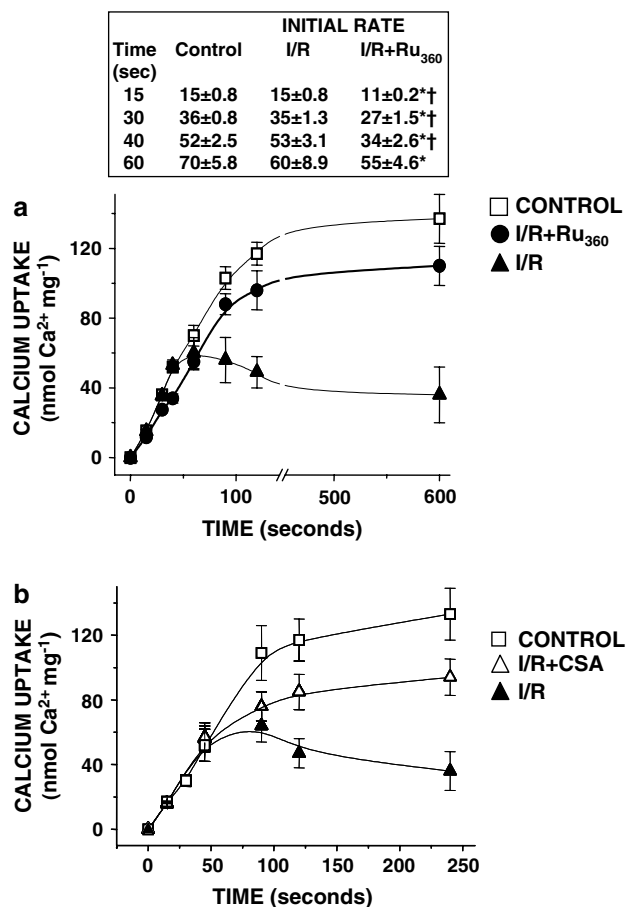 INITIAL RATE
Time (sec) Control I/R I/R+Ru360
15 15±0.8 15±0.8 11±0.2*†
30 36±0.8 35±1.3 27±1.5*†
40 52±2.5 53±3.1 34±2.6*†
60 70±5.8 60±8.9 55±4.6*
a
CALCIUM UPTAKE
(nmol Ca2+ mg-1)
120
80
40
0
0 100 500 600
TIME (seconds)
CONTROL
I/R+Ru360
I/R
b
CALCIUM UPTAKE
(nmol Ca2+ mg-1)
120
80
40
0
0 50 100 150 200 250
TIME (seconds)
CONTROL
I/R+CSA
I/R